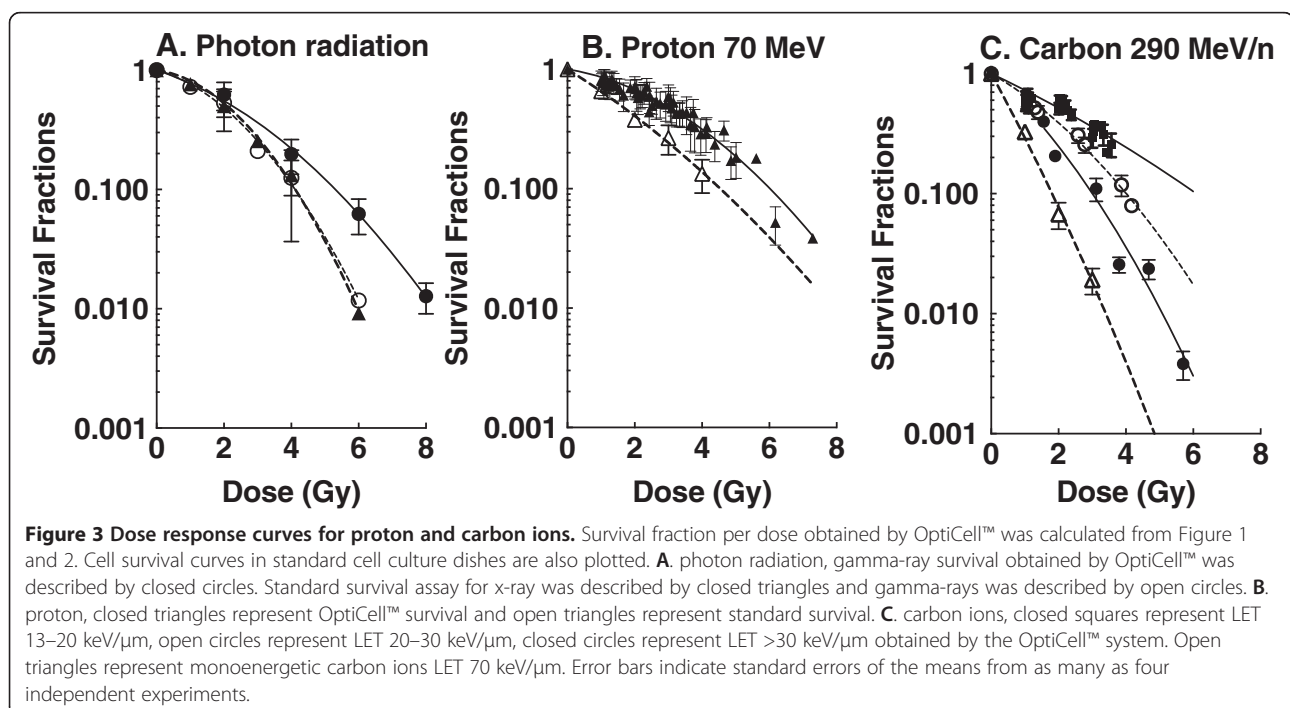 A. Photon radiation
B. Proton 70 MeV
C. Carbon 290 MeV/n
Survival Fractions
1
0.100
0.010
0.001
0 2 4 6 8
Dose (Gy)
Survival Fractions
1
0.100
0.010
0.001
0 2 4 6 8
Dose (Gy)
Survival Fractions
1
0.100
0.010
0.001
0 2 4 6 8
Dose (Gy)
Figure 3 Dose response curves for proton and carbon ions. Survival fraction per dose obtained by OptiCell™ was calculated from Figure 1
and 2. Cell survival curves in standard cell culture dishes are also plotted. A. photon radiation, gamma-ray survival obtained by OptiCell™ was
described by closed circles. Standard survival assay for x-ray was described by closed triangles and gamma-rays was described by open circles. B.
proton, closed triangles represent OptiCell™ survival and open triangles represent standard survival. C. carbon ions, closed squares represent LET
13–20 keV/μm, open circles represent LET 20–30 keV/μm, closed circles represent LET >30 keV/μm obtained by the OptiCell™ system. Open
triangles represent monoenergetic carbon ions LET 70 keV/μm. Error bars indicate standard errors of the means from as many as four
independent experiments.